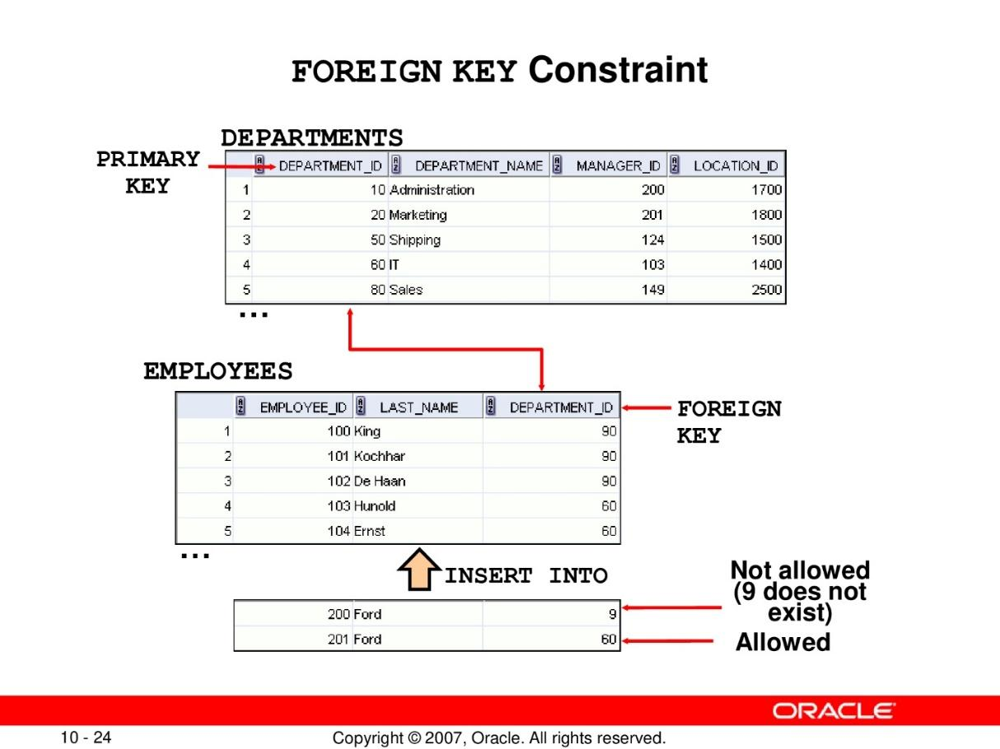 FOREIGN KEY Constraint
DEPARTMENTS
PRIMARY
KEY
DEPARTMENT_ID DEPARTMENT_NAME MANAGER_ID LOCATION_ID
1 10 Administration 200 1700
2 20 Marketing 201 1800
3 50 Shipping 124 1500
4 60 IT 103 1400
5 80 Sales 149 2500
...
EMPLOYEES
EMPLOYEE_ID LAST_NAME DEPARTMENT_ID
FOREIGN
KEY
1 100 King 90
2 101 Kochhar 90
3 102 De Haan 90
4 103 Hunold 60
5 104 Ernst 60
...
INSERT INTO
Not allowed
(9 does not
exist)
200 Ford 9
201 Ford 60
Allowed
ORACLE
10 - 24
Copyright © 2007, Oracle. All rights reserved.